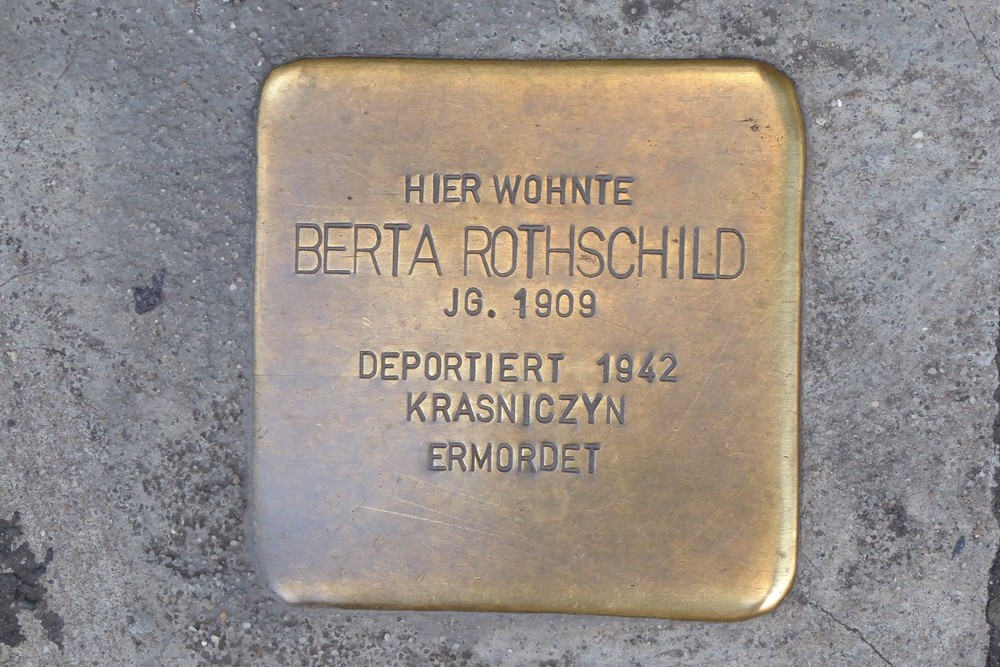 HIER WOHNTE
BERTA ROTHSCHILD
JG. 1909
DEPORTIERT 1942
KRASNICZYN
ERMORDET